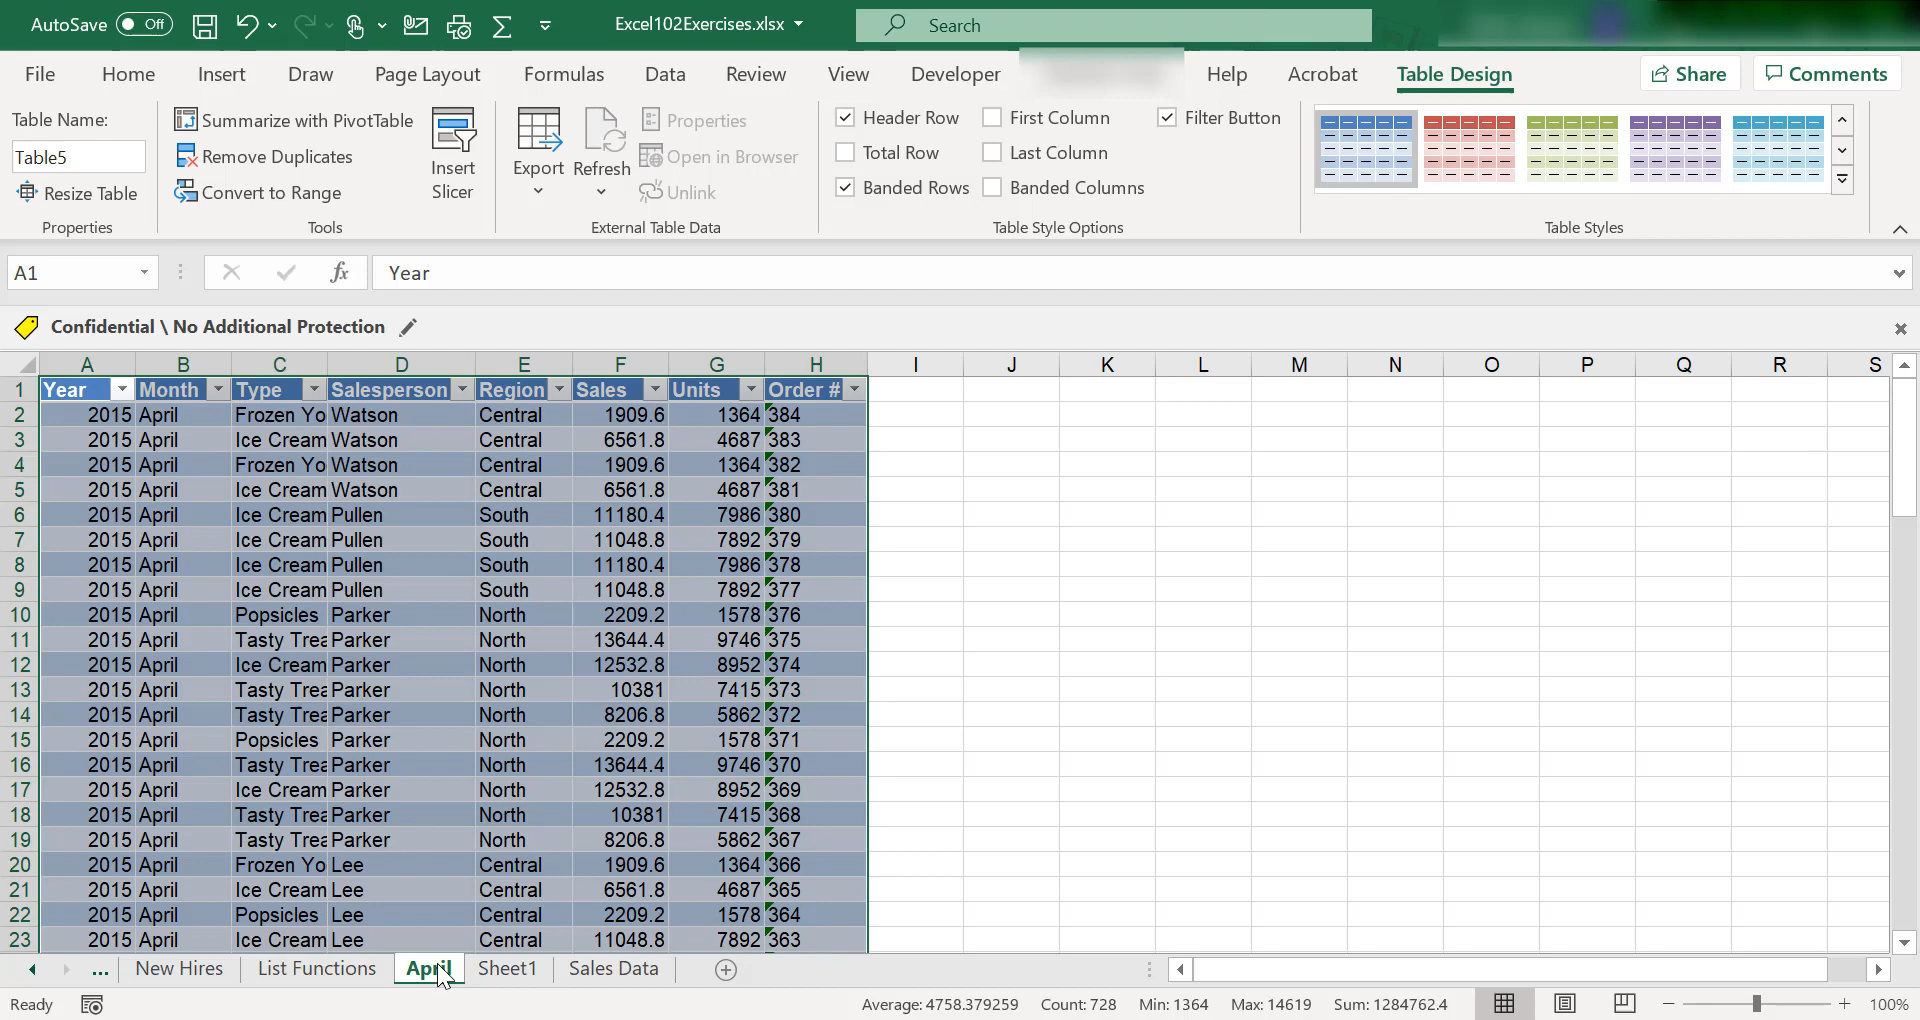 AutoSave Off Excel102Exercises.xlsx Search
File Home Insert Draw Page Layout Formulas Data Review View Developer Help Acrobat Table Design Share Comments
Table Name:
Table5
Resize Table
Properties
Summarize with PivotTable
Remove Duplicates
Convert to Range
Tools
Insert
Slicer
Export
Refresh
Properties
Open in Browser
Unlink
External Table Data
Header Row First Column Filter Button
Total Row Last Column
Banded Rows Banded Columns
Table Style Options
Table Styles
A1 fx Year
Confidential \ No Additional Protection
A B C D E F G H I J K L M N O P Q R S
1 Year Month Type Salesperson Region Sales Units Order #
2 2015 April Frozen Yo Watson Central 1909.6 1364 384
3 2015 April Ice Cream Watson Central 6561.8 4687 383
4 2015 April Frozen Yo Watson Central 1909.6 1364 382
5 2015 April Ice Cream Watson Central 6561.8 4687 381
6 2015 April Ice Cream Pullen South 11180.4 7986 380
7 2015 April Ice Cream Pullen South 11048.8 7892 379
8 2015 April Ice Cream Pullen South 11180.4 7986 378
9 2015 April Ice Cream Pullen South 11048.8 7892 377
10 2015 April Popsicles Parker North 2209.2 1578 376
11 2015 April Tasty Trea Parker North 13644.4 9746 375
12 2015 April Ice Cream Parker North 12532.8 8952 374
13 2015 April Tasty Trea Parker North 10381 7415 373
14 2015 April Tasty Trea Parker North 8206.8 5862 372
15 2015 April Popsicles Parker North 2209.2 1578 371
16 2015 April Tasty Trea Parker North 13644.4 9746 370
17 2015 April Ice Cream Parker North 12532.8 8952 369
18 2015 April Tasty Trea Parker North 10381 7415 368
19 2015 April Tasty Trea Parker North 8206.8 5862 367
20 2015 April Frozen Yo Lee Central 1909.6 1364 366
21 2015 April Ice Cream Lee Central 6561.8 4687 365
22 2015 April Popsicles Lee Central 2209.2 1578 364
23 2015 April Ice Cream Lee Central 11048.8 7892 363
... New Hires List Functions April Sheet1 Sales Data
Ready Average: 4758.379259 Count: 728 Min: 1364 Max: 14619 Sum: 1284762.4 100%